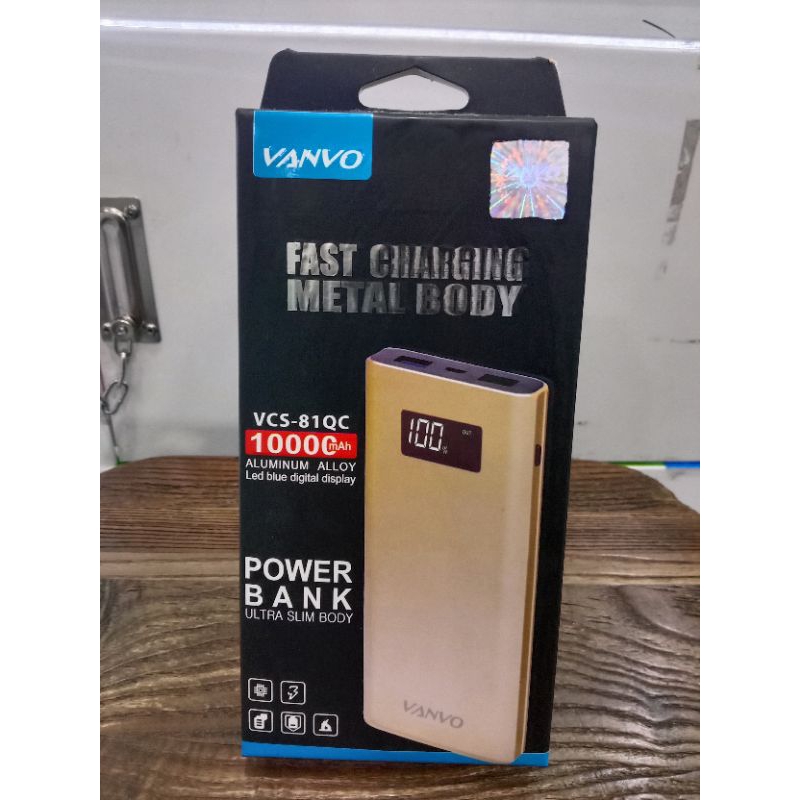 VANVO
FAST CHARGING
METAL BODY
VCS-81QC
10000mAh
ALUMINUM ALLOY
Led blue digital display
POWER
BANK
ULTRA SLIM BODY
100%
VANVO